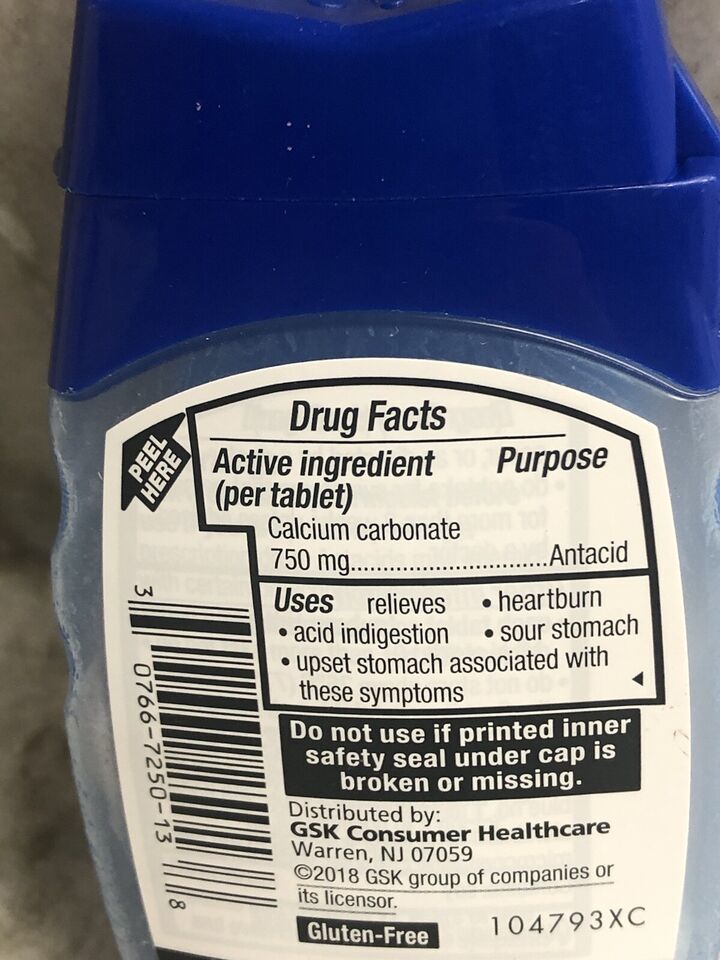 PEEL
HERE
Drug Facts
Active ingredient Purpose
(per tablet)
Calcium carbonate
750 mg..............................Antacid
Uses relieves • heartburn
• acid indigestion • sour stomach
• upset stomach associated with
these symptoms
Do not use if printed inner
safety seal under cap is
broken or missing.
Distributed by:
GSK Consumer Healthcare
Warren, NJ 07059
©2018 GSK group of companies or
its licensor.
Gluten-Free 104793XC
3 0766-7250-13 8